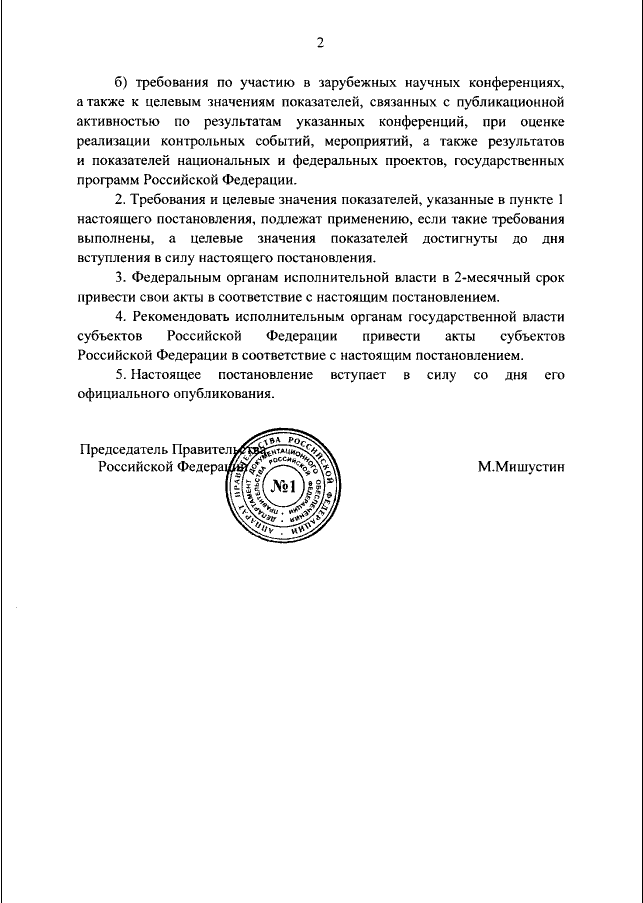 2
б) требования по участию в зарубежных научных конференциях,
а также к целевым значениям показателей, связанных с публикационной
активностью по результатам указанных конференций, при оценке
реализации контрольных событий, мероприятий, а также результатов
и показателей национальных и федеральных проектов, государственных
программ Российской Федерации.
2. Требования и целевые значения показателей, указанные в пункте 1
настоящего постановления, подлежат применению, если такие требования
выполнены, а целевые значения показателей достигнуты до дня
вступления в силу настоящего постановления.
3. Федеральным органам исполнительной власти в 2-месячный срок
привести свои акты в соответствие с настоящим постановлением.
4. Рекомендовать исполнительным органам государственной власти
субъектов Российской Федерации привести акты субъектов
Российской Федерации в соответствие с настоящим постановлением.
5. Настоящее постановление вступает в силу со дня его
официального опубликования.
Председатель Правительства
Российской Федерации
М.Мишустин
АППАРАТ ПРАВИТЕЛЬСТВА РОССИЙСКОЙ ФЕДЕРАЦИИ
ДЕПАРТАМЕНТ ДОКУМЕНТАЦИОННОГО ОБЕСПЕЧЕНИЯ
ПРАВИТЕЛЬСТВА РОССИЙСКОЙ ФЕДЕРАЦИИ
№1